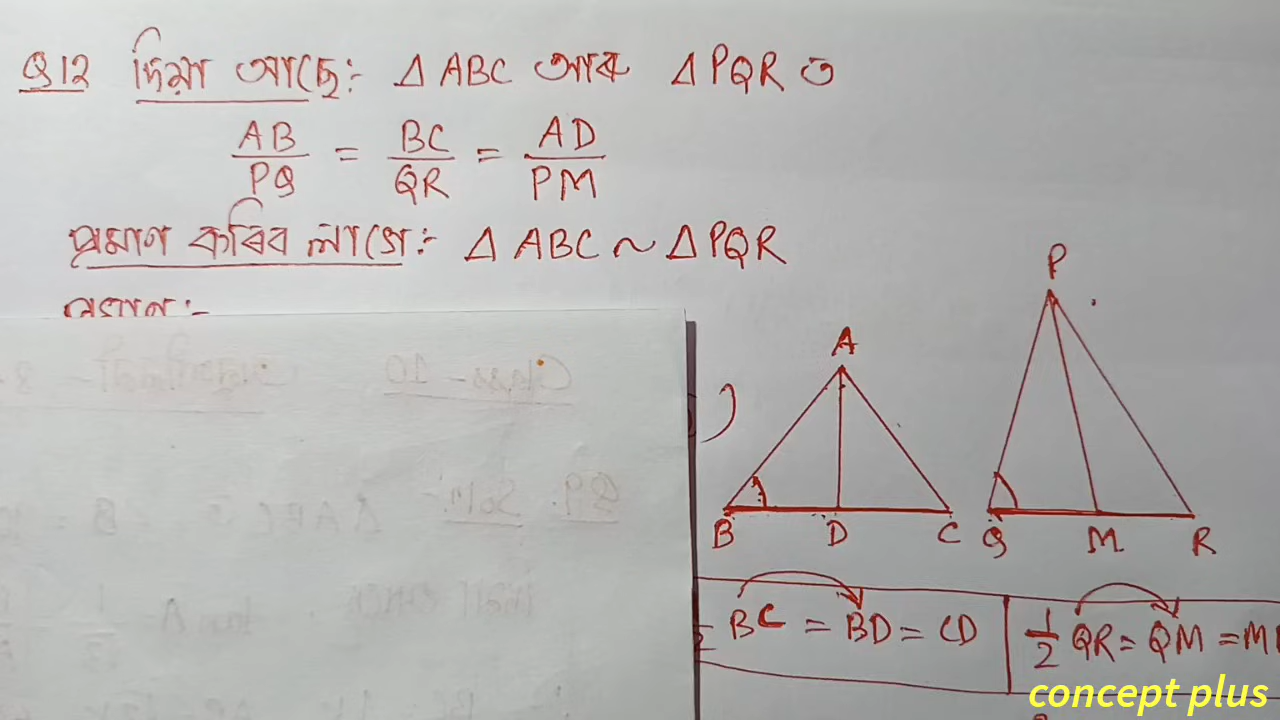 Q12 দিয়া আছে:- Δ ABC আৰু Δ PQR ত
AB/PQ = BC/QR = AD/PM
প্ৰমাণ কৰিব লাগে:- Δ ABC ~ Δ PQR
প্ৰমাণ:-
P
A
B D C Q M R
BC = BD = CD
1/2 QR = QM = M
concept plus